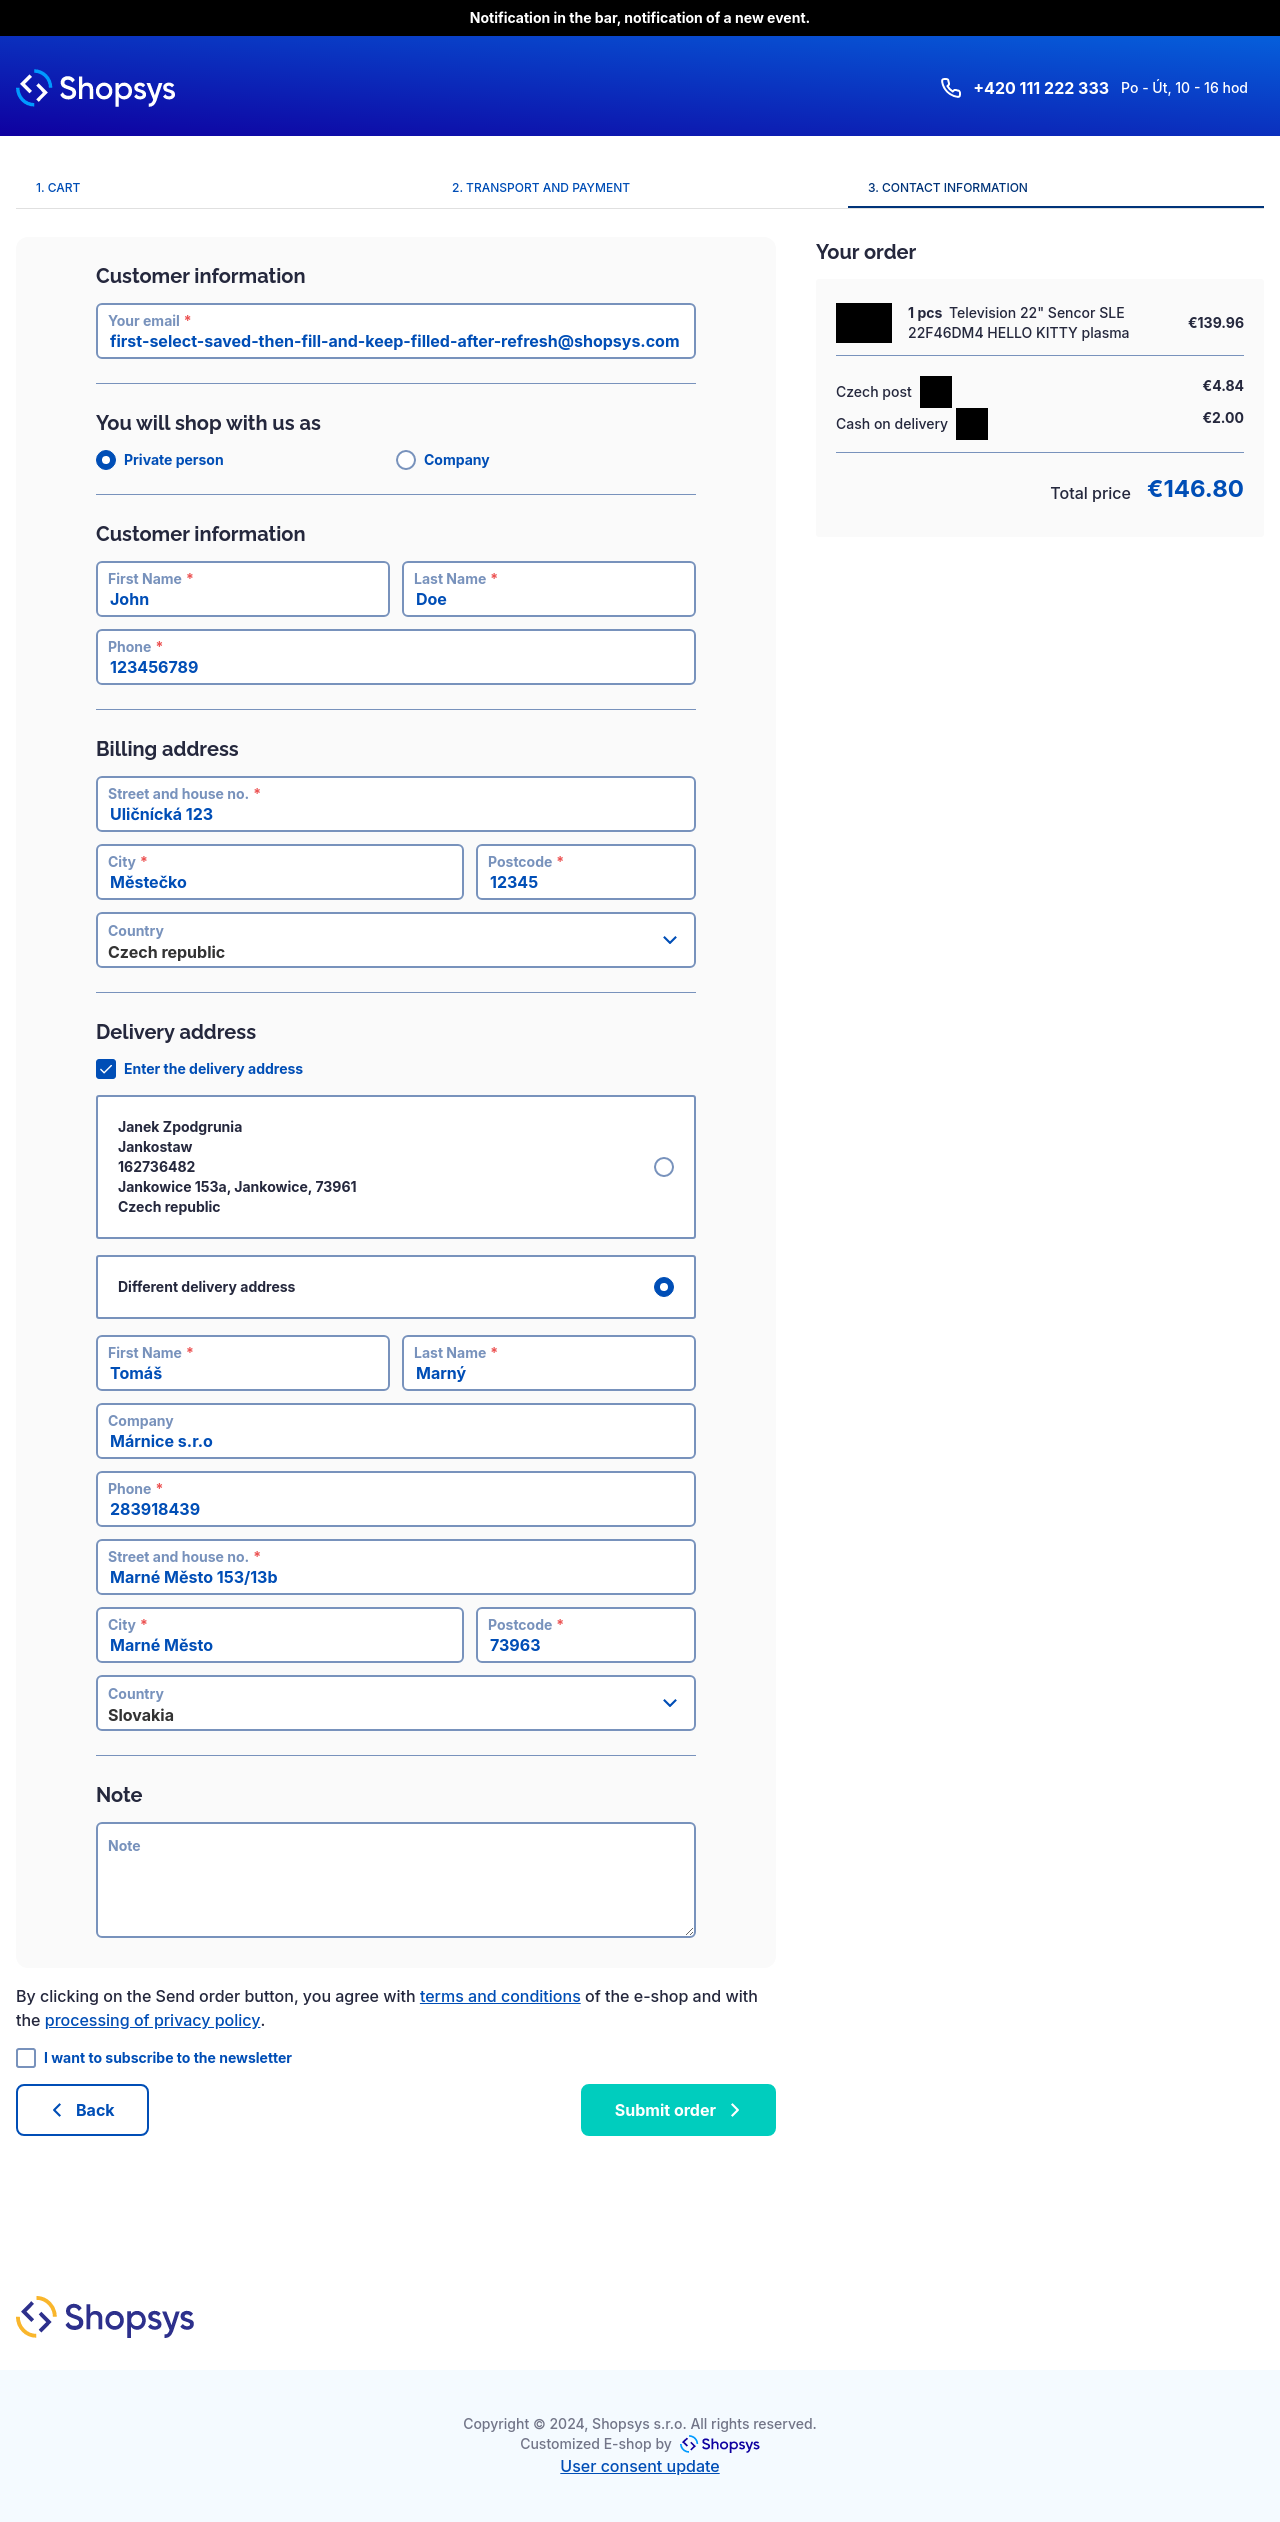 Notification in the bar, notification of a new event.
Shopsys
+420 111 222 333 Po - Út, 10 - 16 hod
1. CART
2. TRANSPORT AND PAYMENT
3. CONTACT INFORMATION
Customer information
Your email *
first-select-saved-then-fill-and-keep-filled-after-refresh@shopsys.com
You will shop with us as
Private person
Company
Customer information
First Name *
John
Last Name *
Doe
Phone *
123456789
Billing address
Street and house no. *
Uličnícká 123
City *
Městečko
Postcode *
12345
Country
Czech republic
Delivery address
Enter the delivery address
Janek Zpodgrunia
Jankostaw
162736482
Jankowice 153a, Jankowice, 73961
Czech republic
Different delivery address
First Name *
Tomáš
Last Name *
Marný
Company
Márnice s.r.o
Phone *
283918439
Street and house no. *
Marné Město 153/13b
City *
Marné Město
Postcode *
73963
Country
Slovakia
Note
Note
By clicking on the Send order button, you agree with terms and conditions of the e-shop and with
the processing of privacy policy.
I want to subscribe to the newsletter
Back
Submit order
Your order
1 pcs Television 22" Sencor SLE
22F46DM4 HELLO KITTY plasma
€139.96
Czech post
€4.84
Cash on delivery
€2.00
Total price €146.80
Shopsys
Copyright © 2024, Shopsys s.r.o. All rights reserved.
Customized E-shop by Shopsys
User consent update